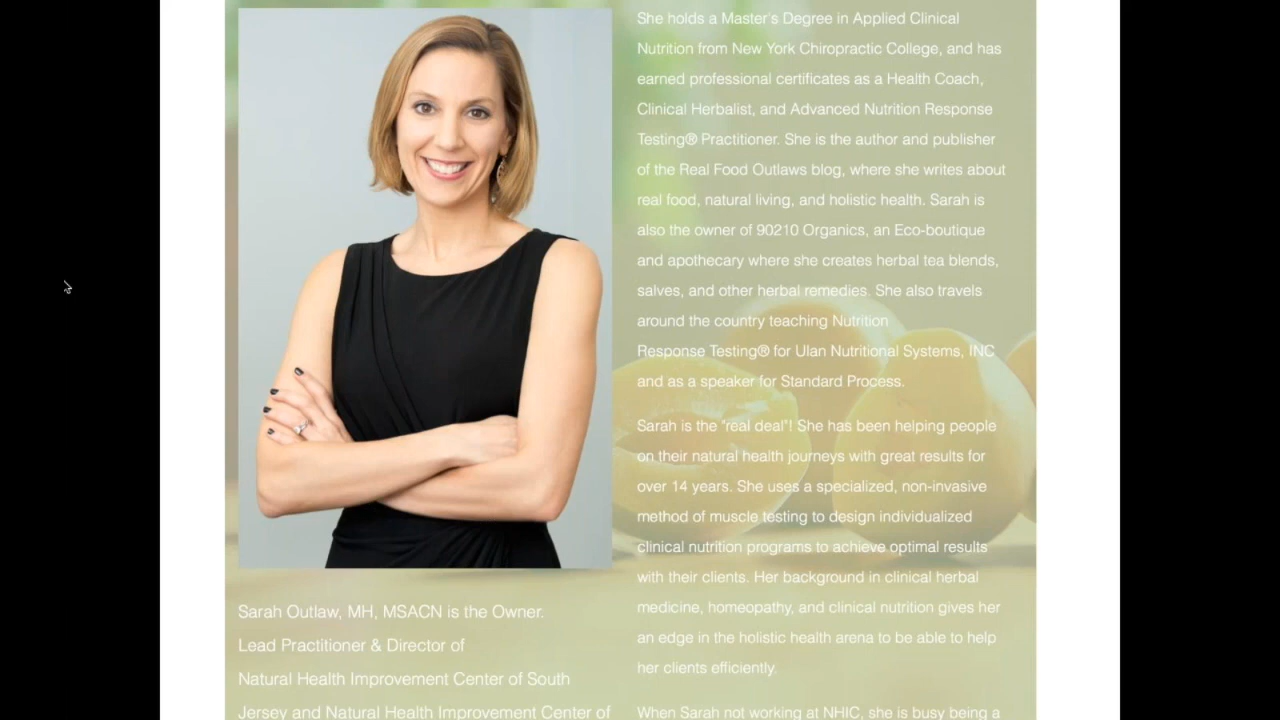 She holds a Master's Degree in Applied Clinical
Nutrition from New York Chiropractic College, and has
earned professional certificates as a Health Coach,
Clinical Herbalist, and Advanced Nutrition Response
Testing® Practitioner. She is the author and publisher
of the Real Food Outlaws blog, where she writes about
real food, natural living, and holistic health. Sarah is
also the owner of 90210 Organics, an Eco-boutique
and apothecary where she creates herbal tea blends,
salves, and other herbal remedies. She also travels
around the country teaching Nutrition
Response Testing® for Ulan Nutritional Systems, INC
and as a speaker for Standard Process.
Sarah is the "real deal"! She has been helping people
on their natural health journeys with great results for
over 14 years. She uses a specialized, non-invasive
method of muscle testing to design individualized
clinical nutrition programs to achieve optimal results
with their clients. Her background in clinical herbal
medicine, homeopathy, and clinical nutrition gives her
an edge in the holistic health arena to be able to help
her clients efficiently.
When Sarah not working at NHIC, she is busy being a
Sarah Outlaw, MH, MSACN is the Owner.
Lead Practitioner & Director of
Natural Health Improvement Center of South
Jersey and Natural Health Improvement Center of